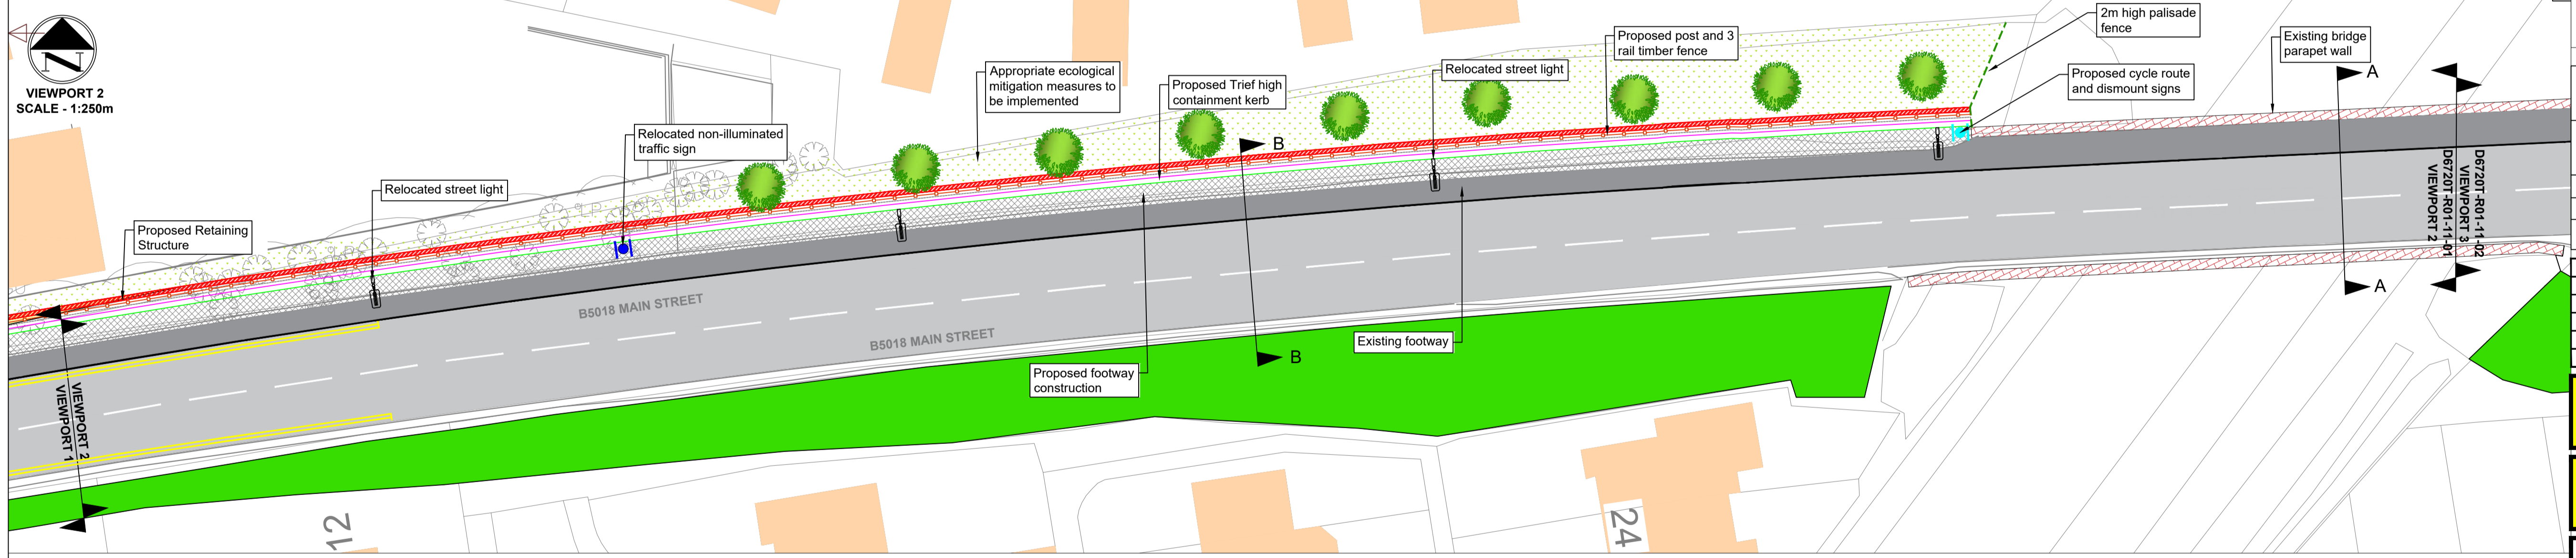 N
VIEWPORT 2
SCALE - 1:250m
Proposed Retaining
Structure
Relocated street light
Relocated non-illuminated
traffic sign
Appropriate ecological
mitigation measures to
be implemented
Proposed Trief high
containment kerb
Relocated street light
Proposed post and 3
rail timber fence
2m high palisade
fence
Proposed cycle route
and dismount signs
Existing bridge
parapet wall
A
A
B
B
B5018 MAIN STREET
B5018 MAIN STREET
Proposed footway
construction
Existing footway
VIEWPORT 2
VIEWPORT 1
D6720T-R01-11-02
VIEWPORT 3
D6720T-R01-11-01
VIEWPORT 2
12
24